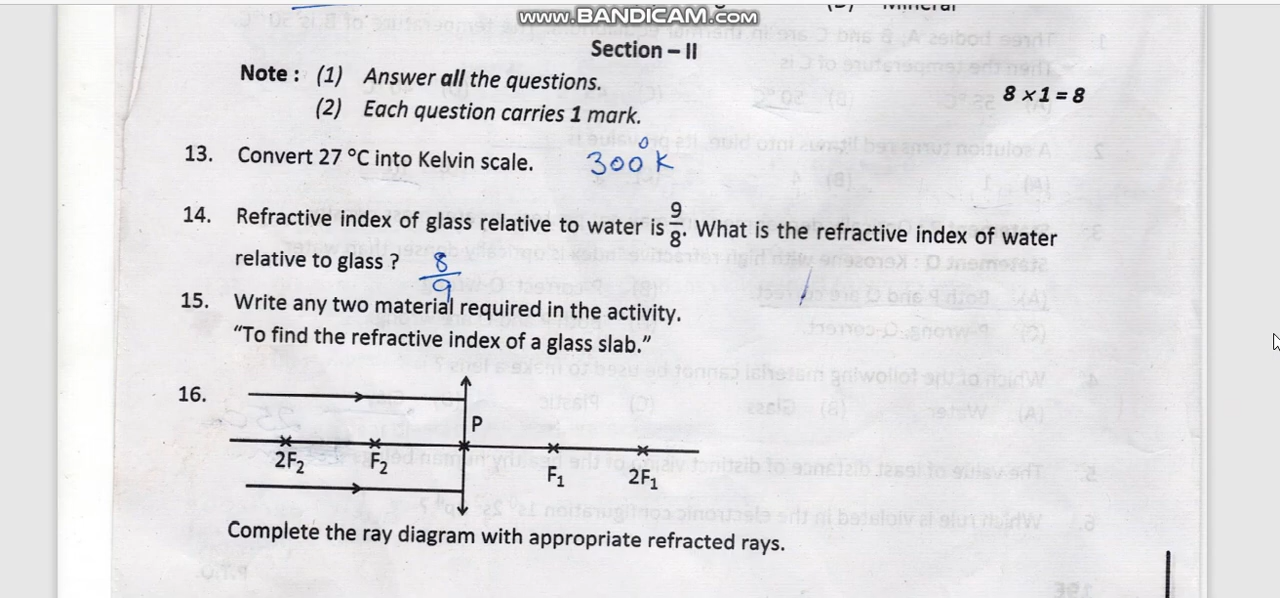 www.BANDICAM.com
(D) Mineral
Section – II
Note : (1) Answer all the questions.
8 × 1 = 8
(2) Each question carries 1 mark.
13. Convert 27 °C into Kelvin scale. 300°K
14. Refractive index of glass relative to water is 9/8. What is the refractive index of water
relative to glass ? 8/9
15. Write any two material required in the activity.
“To find the refractive index of a glass slab.”
16.
P
2F₂ F₂ F₁ 2F₁
Complete the ray diagram with appropriate refracted rays.